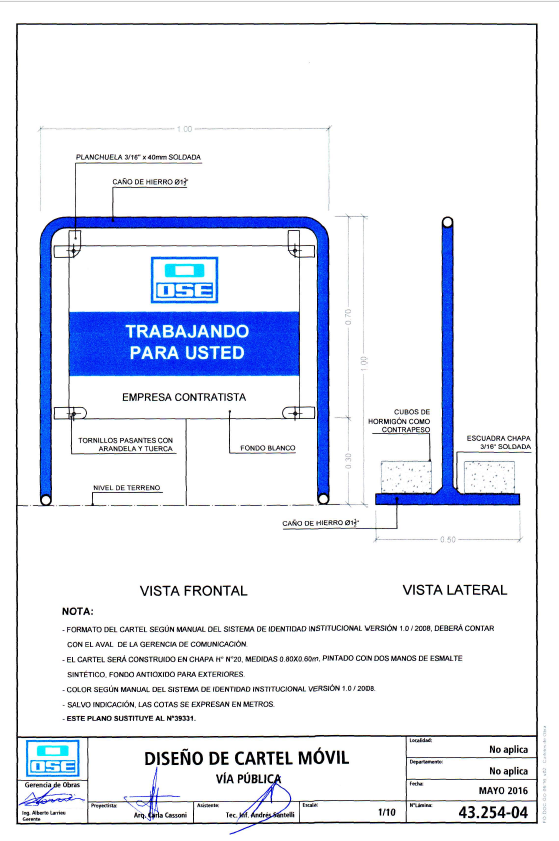 1.00
PLANCHUELA 3/16" x 40mm SOLDADA
CAÑO DE HIERRO Ø1½"
OSE
TRABAJANDO
PARA USTED
EMPRESA CONTRATISTA
TORNILLOS PASANTES CON
ARANDELA Y TUERCA
FONDO BLANCO
NIVEL DE TERRENO
0.70
1.00
0.30
CUBOS DE
HORMIGÓN COMO
CONTRAPESO
ESCUADRA CHAPA
3/16" SOLDADA
CAÑO DE HIERRO Ø1½"
VISTA FRONTAL
VISTA LATERAL
NOTA:
- FORMATO DEL CARTEL SEGÚN MANUAL DEL SISTEMA DE IDENTIDAD INSTITUCIONAL VERSIÓN 1.0 / 2008, DEBERÁ CONTAR
CON EL AVAL DE LA GERENCIA DE COMUNICACIÓN.
- EL CARTEL SERÁ CONSTRUIDO EN CHAPA H° N°20, MEDIDAS 0.80X0.60m, PINTADO CON DOS MANOS DE ESMALTE
SINTÉTICO, FONDO ANTIOXIDO PARA EXTERIORES.
- COLOR SEGÚN MANUAL DEL SISTEMA DE IDENTIDAD INSTITUCIONAL VERSIÓN 1.0 / 2008.
- SALVO INDICACIÓN, LAS COTAS SE EXPRESAN EN METROS.
- ESTE PLANO SUSTITUYE AL N°39331.
OSE
Gerencia de Obras
Ing. Alberto Larrieu
Gerente
DISEÑO DE CARTEL MÓVIL
VÍA PÚBLICA
Proyectista:
Arq. Carla Cassoni
Asistente:
Tec. Inf. Andrés Santelli
Escala:
1/10
Localidad:
No aplica
Departamento:
No aplica
Fecha:
MAYO 2016
N°Lámina:
43.254-04